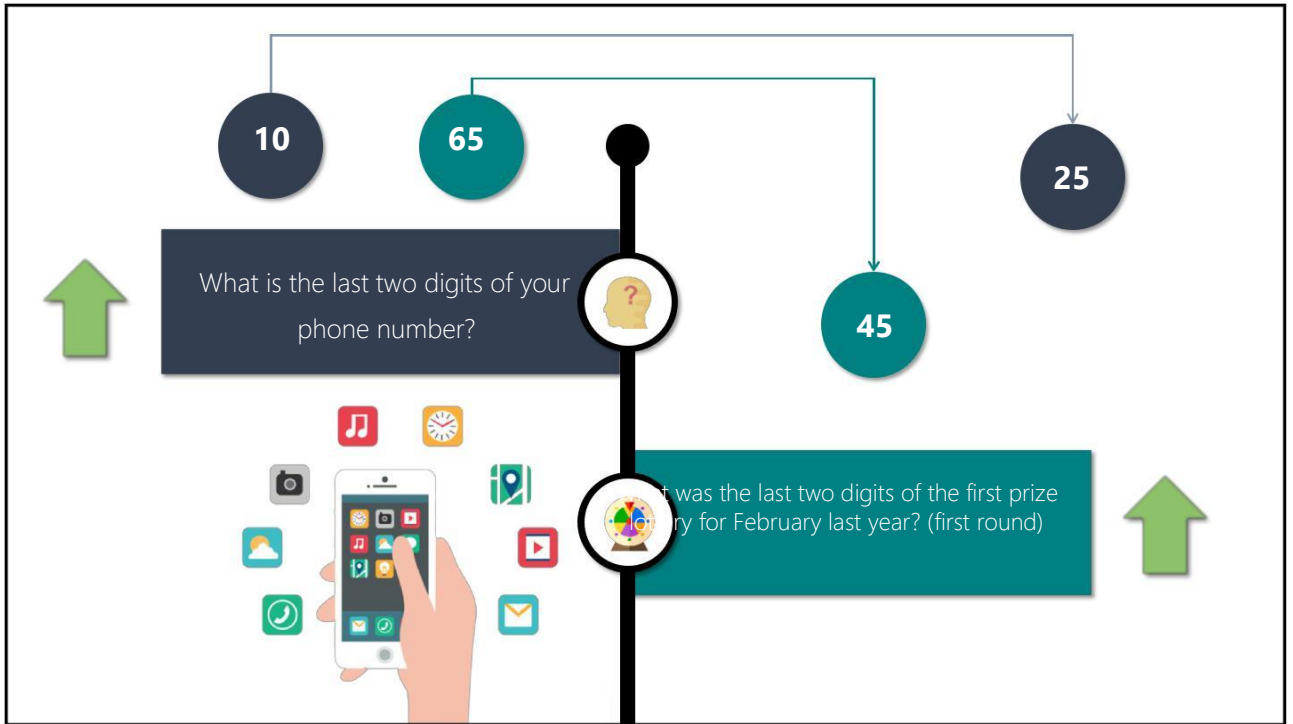 10
65
25
45
What is the last two digits of your
phone number?
?
was the last two digits of the first prize
lottery for February last year? (first round)